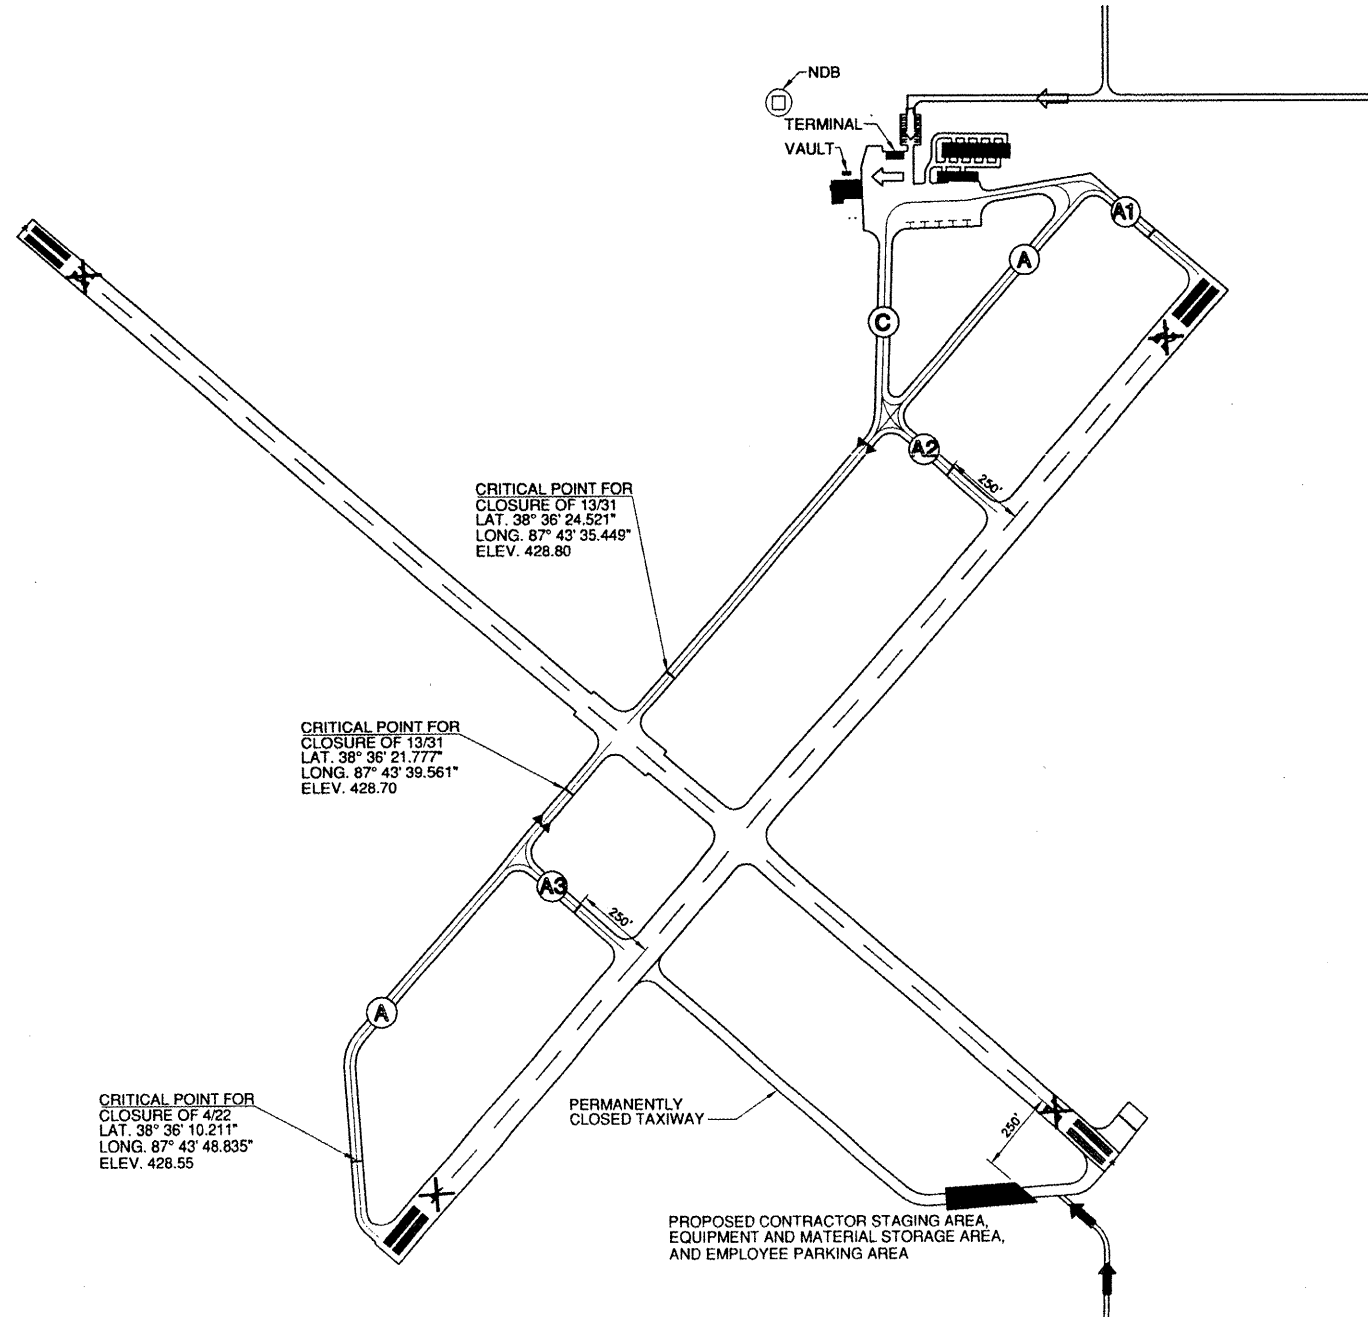 NDB
TERMINAL
VAULT
A1
A
C
A2
250'
CRITICAL POINT FOR
CLOSURE OF 13/31
LAT. 38° 36' 24.521"
LONG. 87° 43' 35.449"
ELEV. 428.80
CRITICAL POINT FOR
CLOSURE OF 13/31
LAT. 38° 36' 21.777"
LONG. 87° 43' 39.561"
ELEV. 428.70
A3
250'
A
CRITICAL POINT FOR
CLOSURE OF 4/22
LAT. 38° 36' 10.211"
LONG. 87° 43' 48.835"
ELEV. 428.55
PERMANENTLY
CLOSED TAXIWAY
250'
PROPOSED CONTRACTOR STAGING AREA,
EQUIPMENT AND MATERIAL STORAGE AREA,
AND EMPLOYEE PARKING AREA